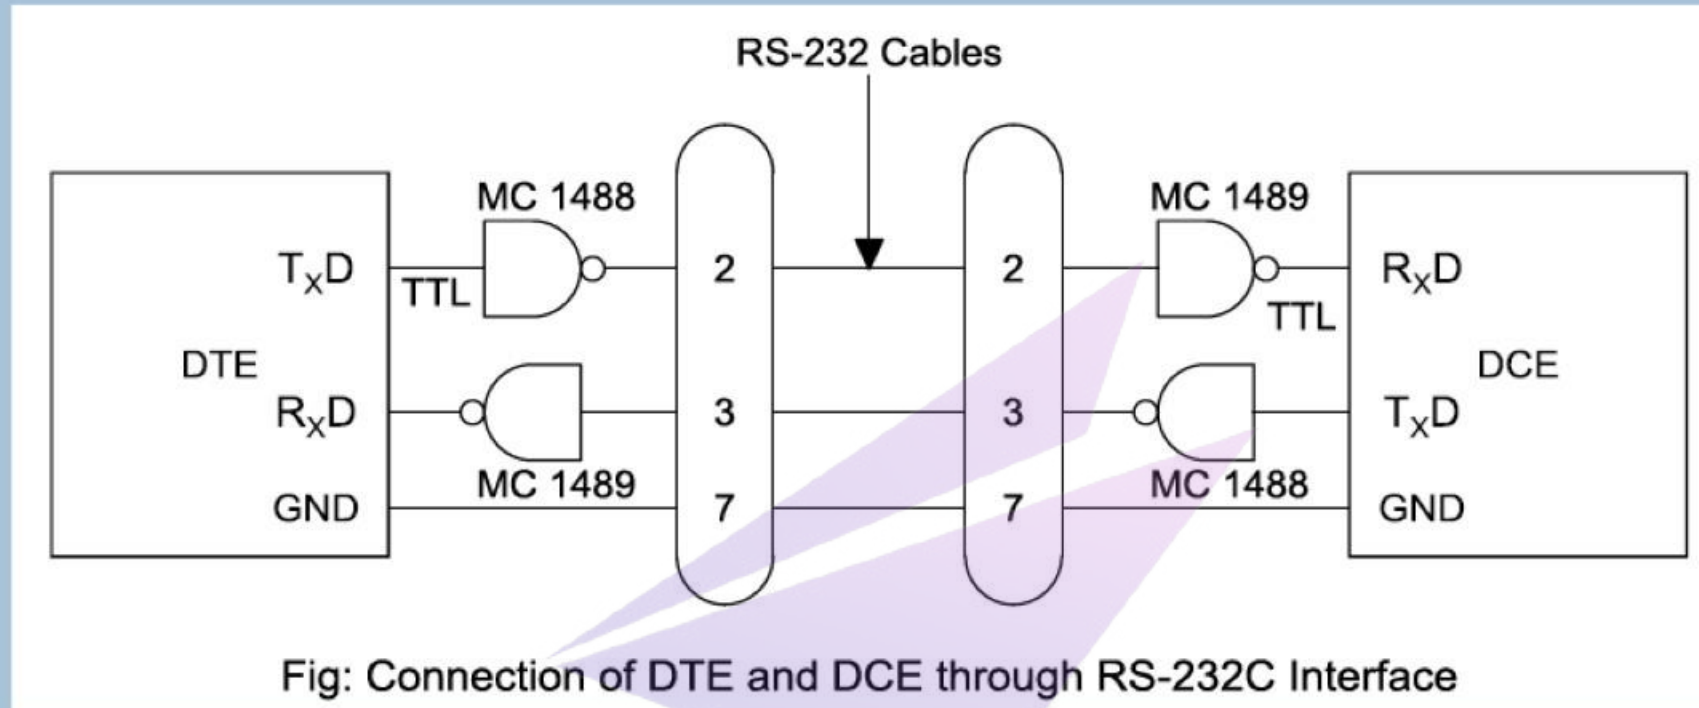 RS-232 Cables
MC 1488
MC 1489
TxD
TTL
2
2
TTL
RxD
DTE
DCE
RxD
3
3
TxD
MC 1489
MC 1488
GND
7
7
GND
Fig: Connection of DTE and DCE through RS-232C Interface